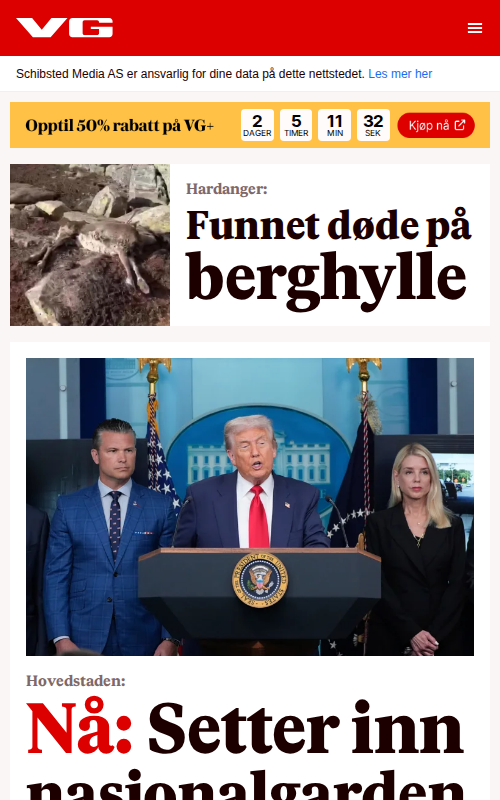 VG
Schibsted Media AS er ansvarlig for dine data på dette nettstedet. Les mer her
Opptil 50% rabatt på VG+
2 DAGER 5 TIMER 11 MIN 32 SEK
Kjøp nå
Hardanger:
Funnet døde på
berghylle
Hovedstaden:
Nå: Setter inn
nasjonalgarden